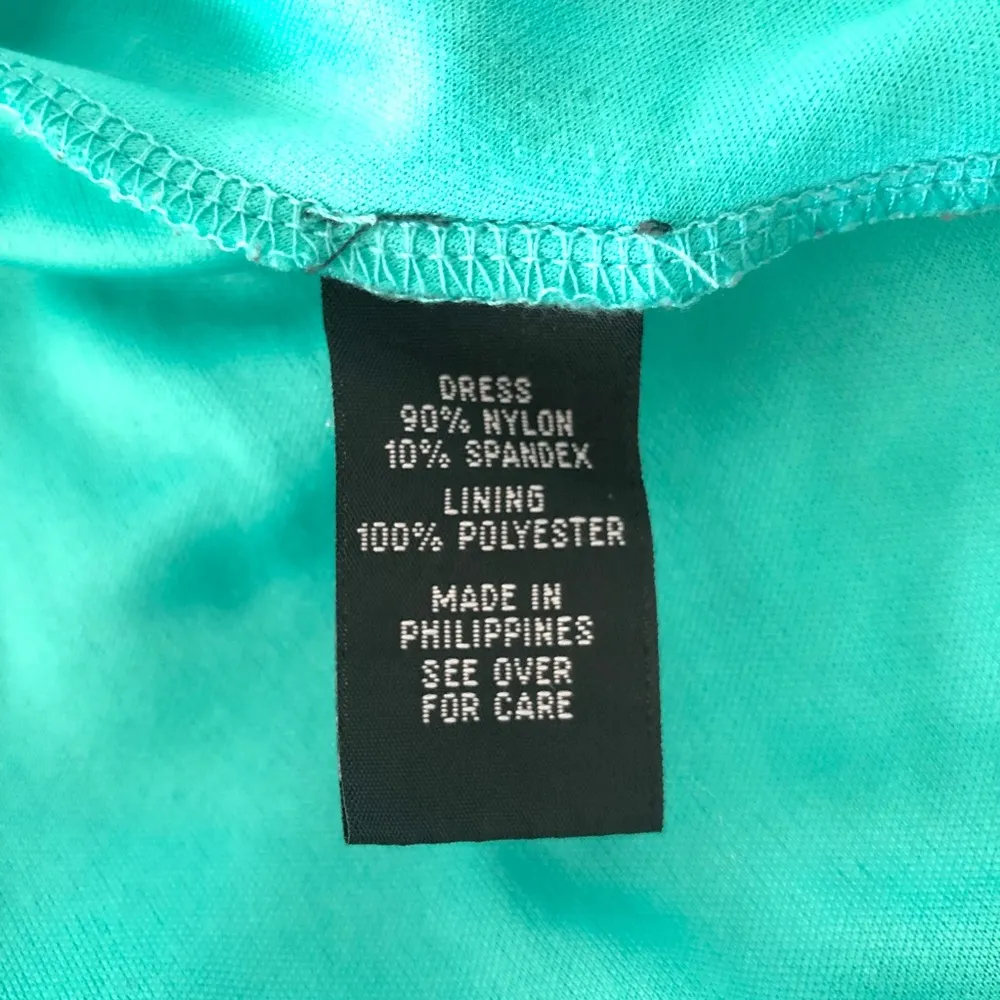 DRESS
90% NYLON
10% SPANDEX
LINING
100% POLYESTER
MADE IN
PHILIPPINES
SEE OVER
FOR CARE